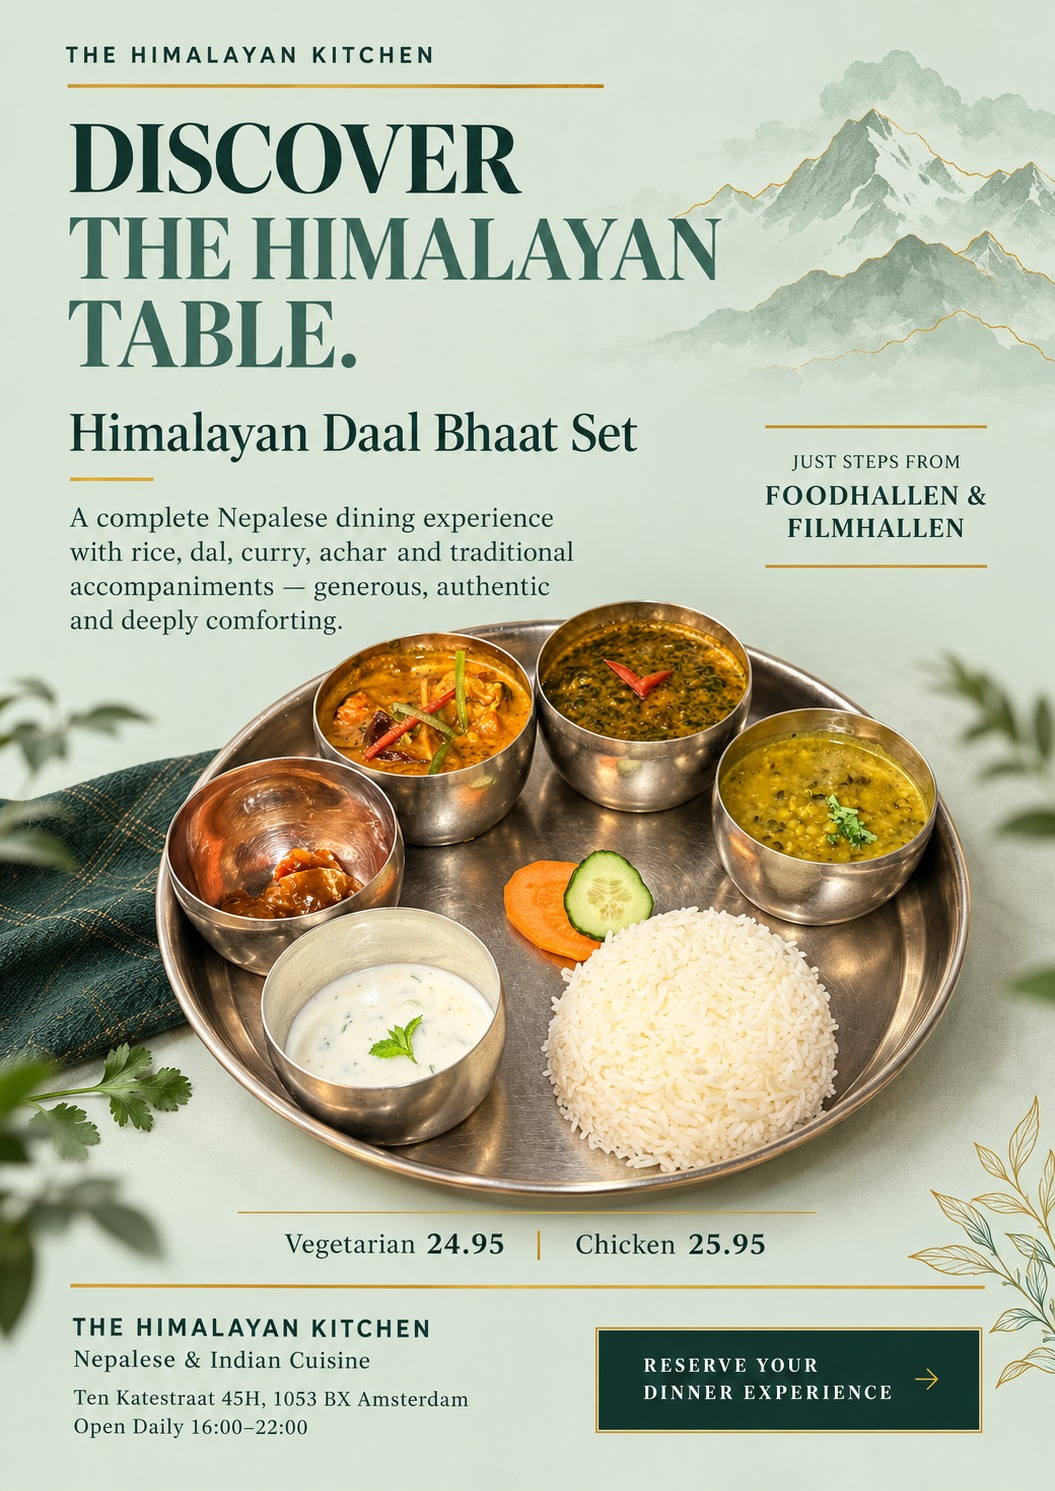 THE HIMALAYAN KITCHEN
DISCOVER
THE HIMALAYAN
TABLE.
Himalayan Daal Bhaat Set
A complete Nepalese dining experience
with rice, dal, curry, achar and traditional
accompaniments — generous, authentic
and deeply comforting.
JUST STEPS FROM
FOODHALLEN &
FILMHALLEN
Vegetarian 24.95 | Chicken 25.95
THE HIMALAYAN KITCHEN
Nepalese & Indian Cuisine
Ten Katestraat 45H, 1053 BX Amsterdam
Open Daily 16:00–22:00
RESERVE YOUR
DINNER EXPERIENCE →